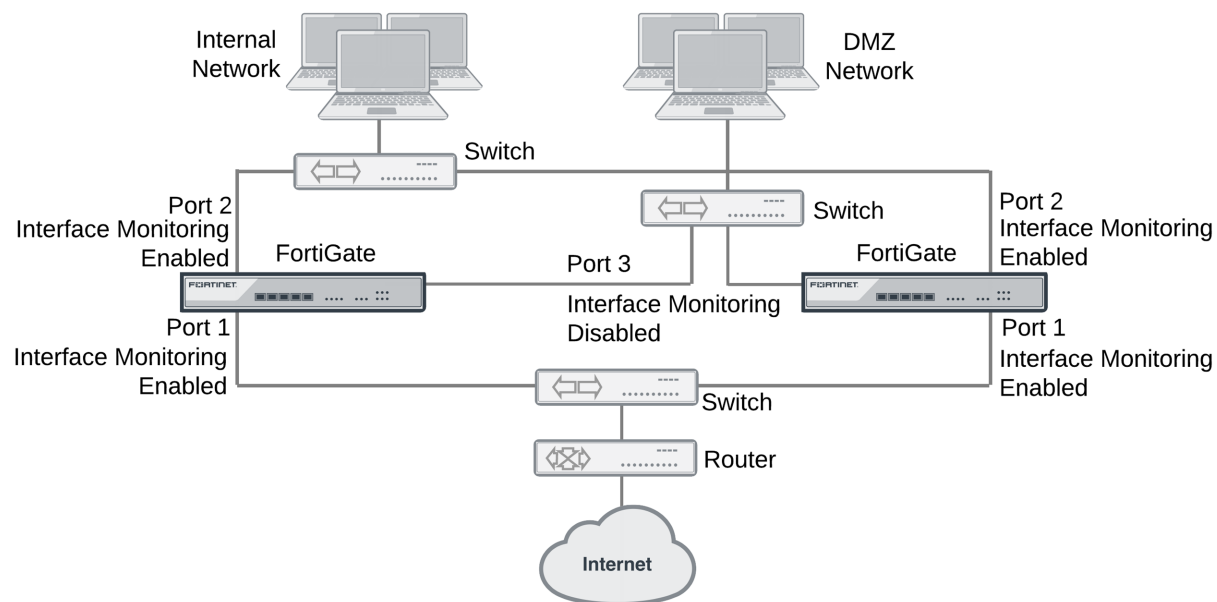 Internal
Network
DMZ
Network
Switch
Switch
Port 2
Interface Monitoring
Enabled
FortiGate
FORTINET
Port 3
Interface Monitoring
Disabled
FortiGate
FORTINET
Port 2
Interface Monitoring
Enabled
Port 1
Interface Monitoring
Enabled
Port 1
Interface Monitoring
Enabled
Switch
Router
Internet